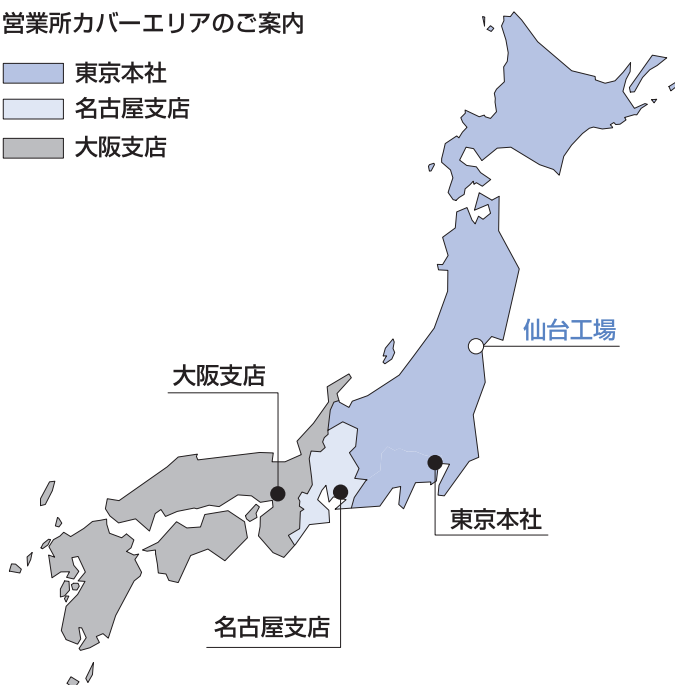 営業所カバーエリアのご案内
東京本社
名古屋支店
大阪支店
仙台工場
大阪支店
東京本社
名古屋支店